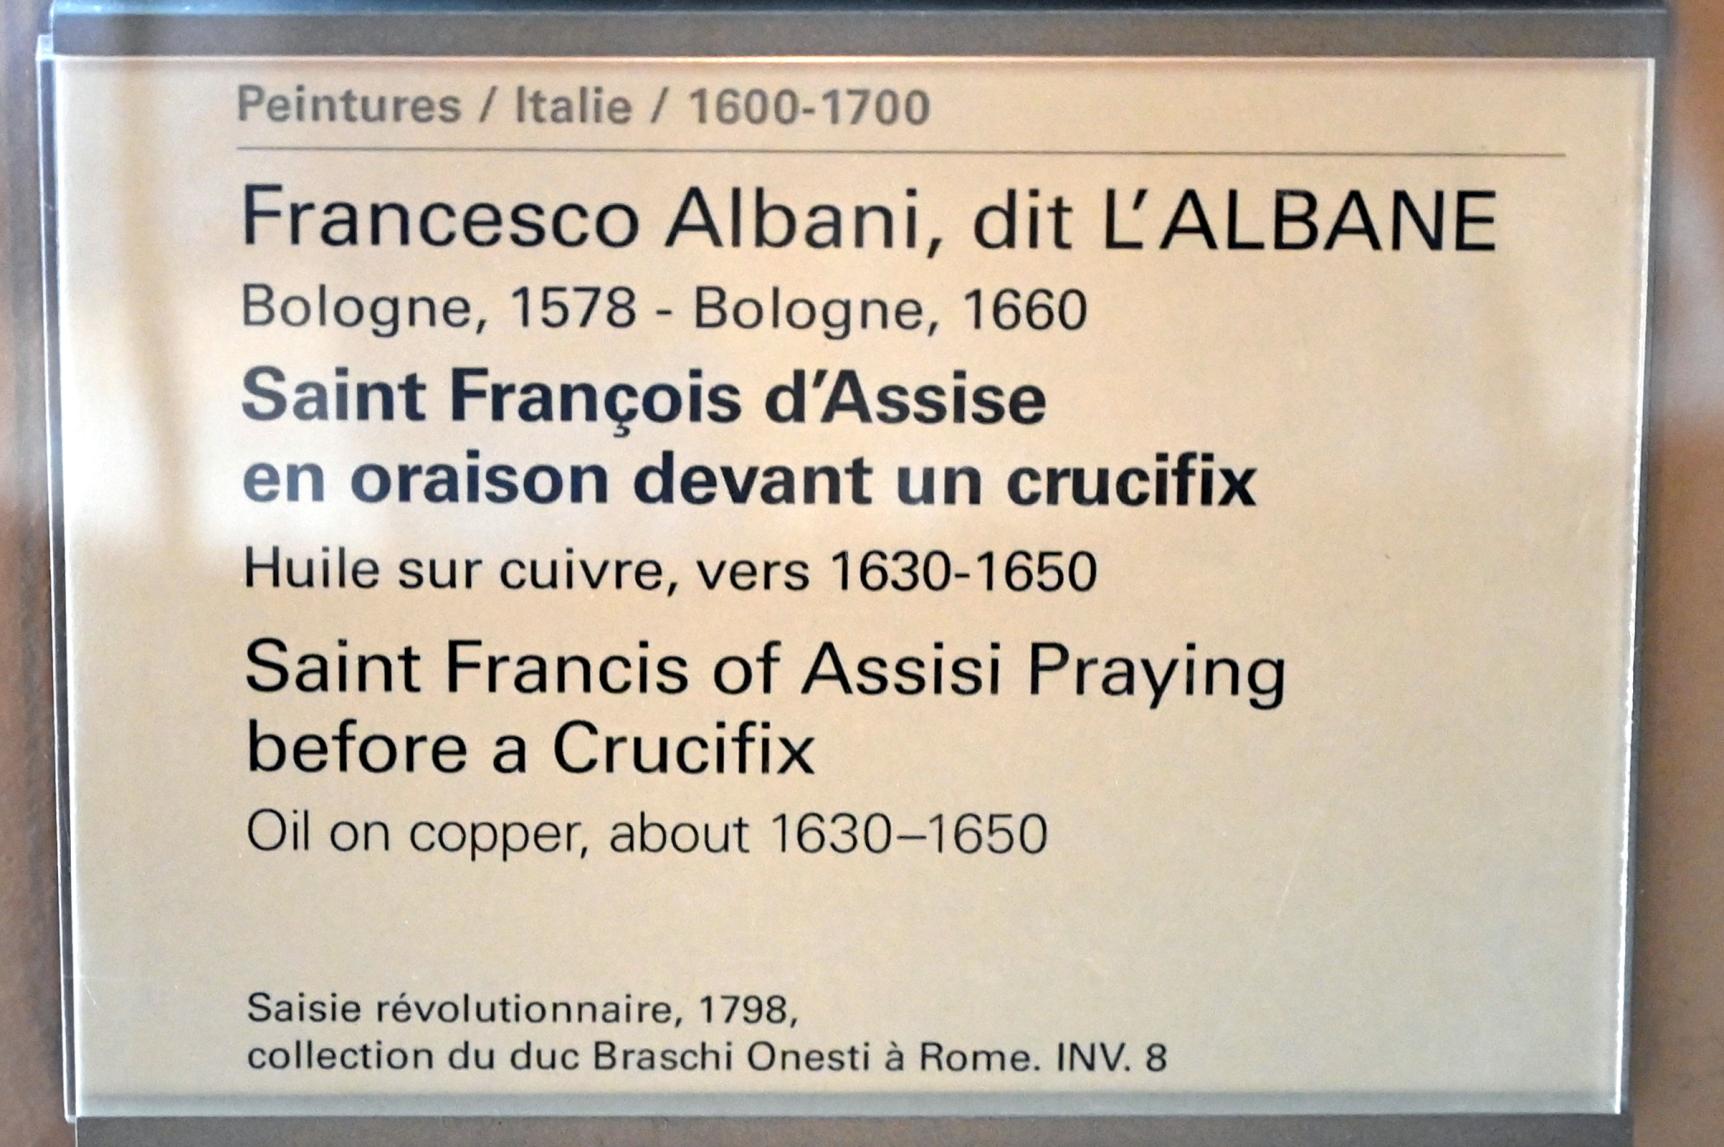 Peintures / Italie / 1600-1700
Francesco Albani, dit L'ALBANE
Bologne, 1578 - Bologne, 1660
Saint François d'Assise
en oraison devant un crucifix
Huile sur cuivre, vers 1630-1650
Saint Francis of Assisi Praying
before a Crucifix
Oil on copper, about 1630–1650
Saisie révolutionnaire, 1798,
collection du duc Braschi Onesti à Rome. INV. 8